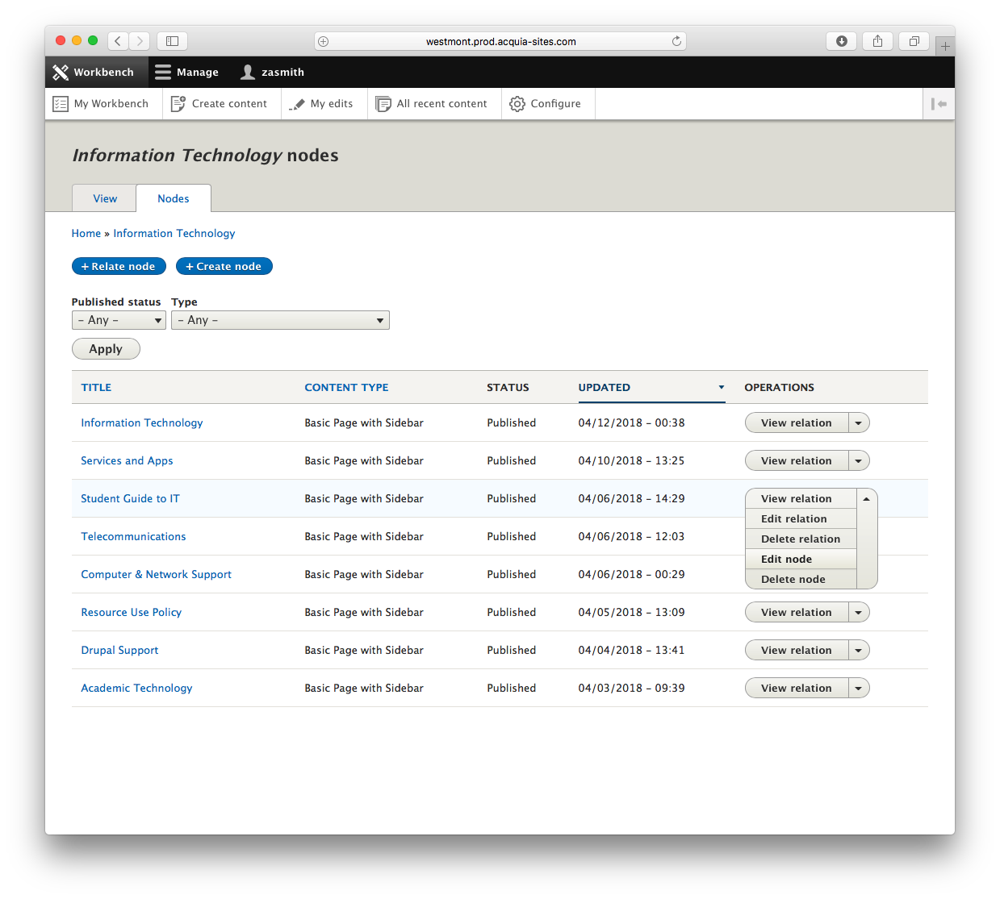 westmont.prod.acquia-sites.com
Workbench Manage zasmith
My Workbench Create content My edits All recent content Configure
Information Technology nodes
View Nodes
Home » Information Technology
+ Relate node + Create node
Published status Type
- Any - - Any -
Apply
TITLE CONTENT TYPE STATUS UPDATED OPERATIONS
Information Technology Basic Page with Sidebar Published 04/12/2018 - 00:38 View relation
Services and Apps Basic Page with Sidebar Published 04/10/2018 - 13:25 View relation
Student Guide to IT Basic Page with Sidebar Published 04/06/2018 - 14:29 View relation
Edit relation
Telecommunications Basic Page with Sidebar Published 04/06/2018 - 12:03 Delete relation
Edit node
Computer & Network Support Basic Page with Sidebar Published 04/06/2018 - 00:29 Delete node
Resource Use Policy Basic Page with Sidebar Published 04/05/2018 - 13:09 View relation
Drupal Support Basic Page with Sidebar Published 04/04/2018 - 13:41 View relation
Academic Technology Basic Page with Sidebar Published 04/03/2018 - 09:39 View relation